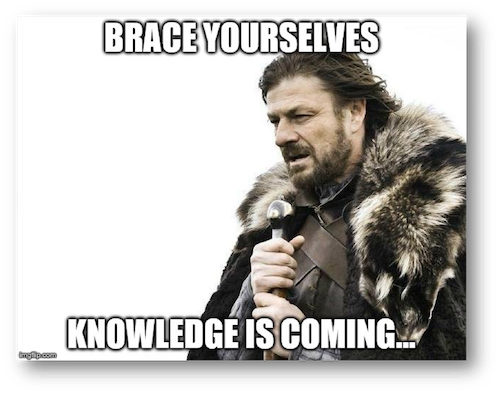 BRACE YOURSELVES
KNOWLEDGE IS COMING...
imgflip.com